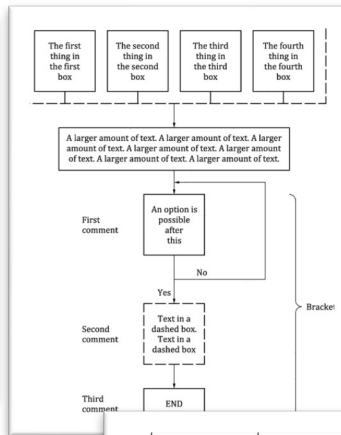 The first
thing in
the first
box
The second
thing in
the second
box
The third
thing in
the third
box
The fourth
thing in
the fourth
box
A larger amount of text. A larger amount of text. A larger
amount of text. A larger amount of text. A larger amount
of text. A larger amount of text. A larger amount of text.
First
comment
An option is
possible
after
this
No
Yes
Second
comment
Text in a
dashed box.
Text in a
dashed box
Bracket
Third
comment
END